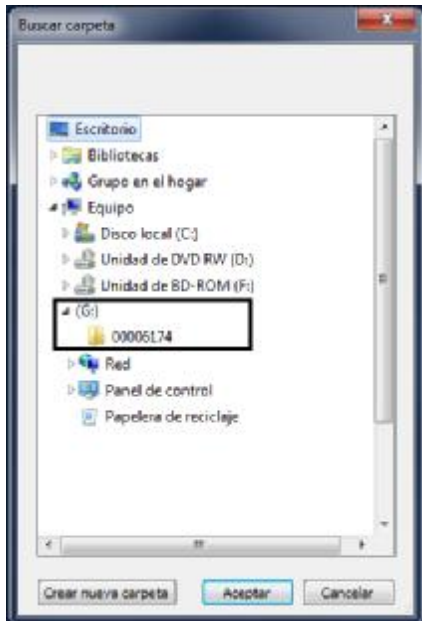 Buscar carpeta
Escritorio
Bibliotecas
Grupo en el hogar
Equipo
Disco local (C:)
Unidad de DVD RW (D:)
Unidad de BD-ROM (F:)
(G:)
00006174
Red
Panel de control
Papelera de reciclaje
Crear nueva carpeta
Aceptar
Cancelar